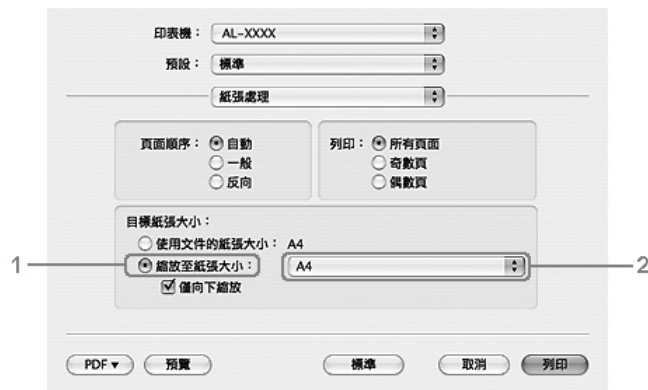 印表機： AL-XXXX
預設： 標準
紙張處理
頁面順序： 自動 列印： 所有頁面
一般 奇數頁
反向 偶數頁
目標紙張大小：
使用文件的紙張大小： A4
1 縮放至紙張大小： A4 2
僅向下縮放
PDF ▼ 預覽 標準 取消 列印